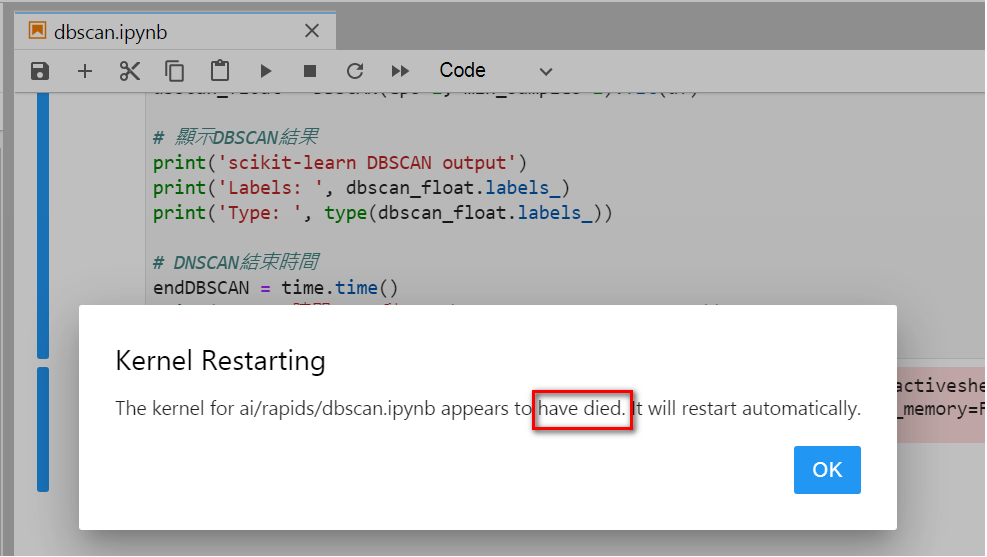 dbscan.ipynb
Code
# 顯示DBSCAN結果
print('scikit-learn DBSCAN output')
print('Labels: ', dbscan_float.labels_)
print('Type: ', type(dbscan_float.labels_))
# DNSCAN結束時間
endDBSCAN = time.time()
Kernel Restarting
The kernel for ai/rapids/dbscan.ipynb appears to have died. It will restart automatically.
activeshe
_memory=F
OK